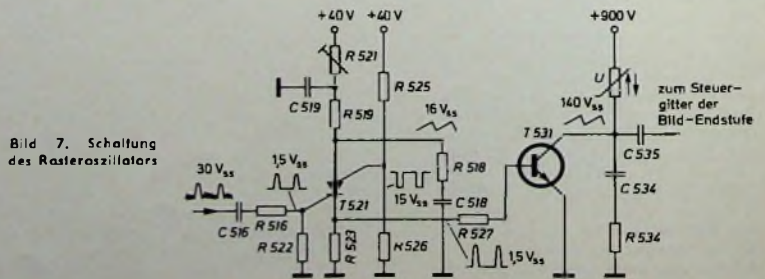 +40 V
+40 V
+900 V
R 521
R 525
U
C 519
R 519
16 Vss
140 Vss
zum Steuer-
gitter der
Bild-Endstufe
T 531
Bild 7. Schaltung
des Rasteroszillators
30 Vss
1,5 Vss
R 518
C 535
T 521
15 Vss
C 518
C 534
C 516
R 516
R 527
R 522
R 523
R 526
1,5 Vss
R 534